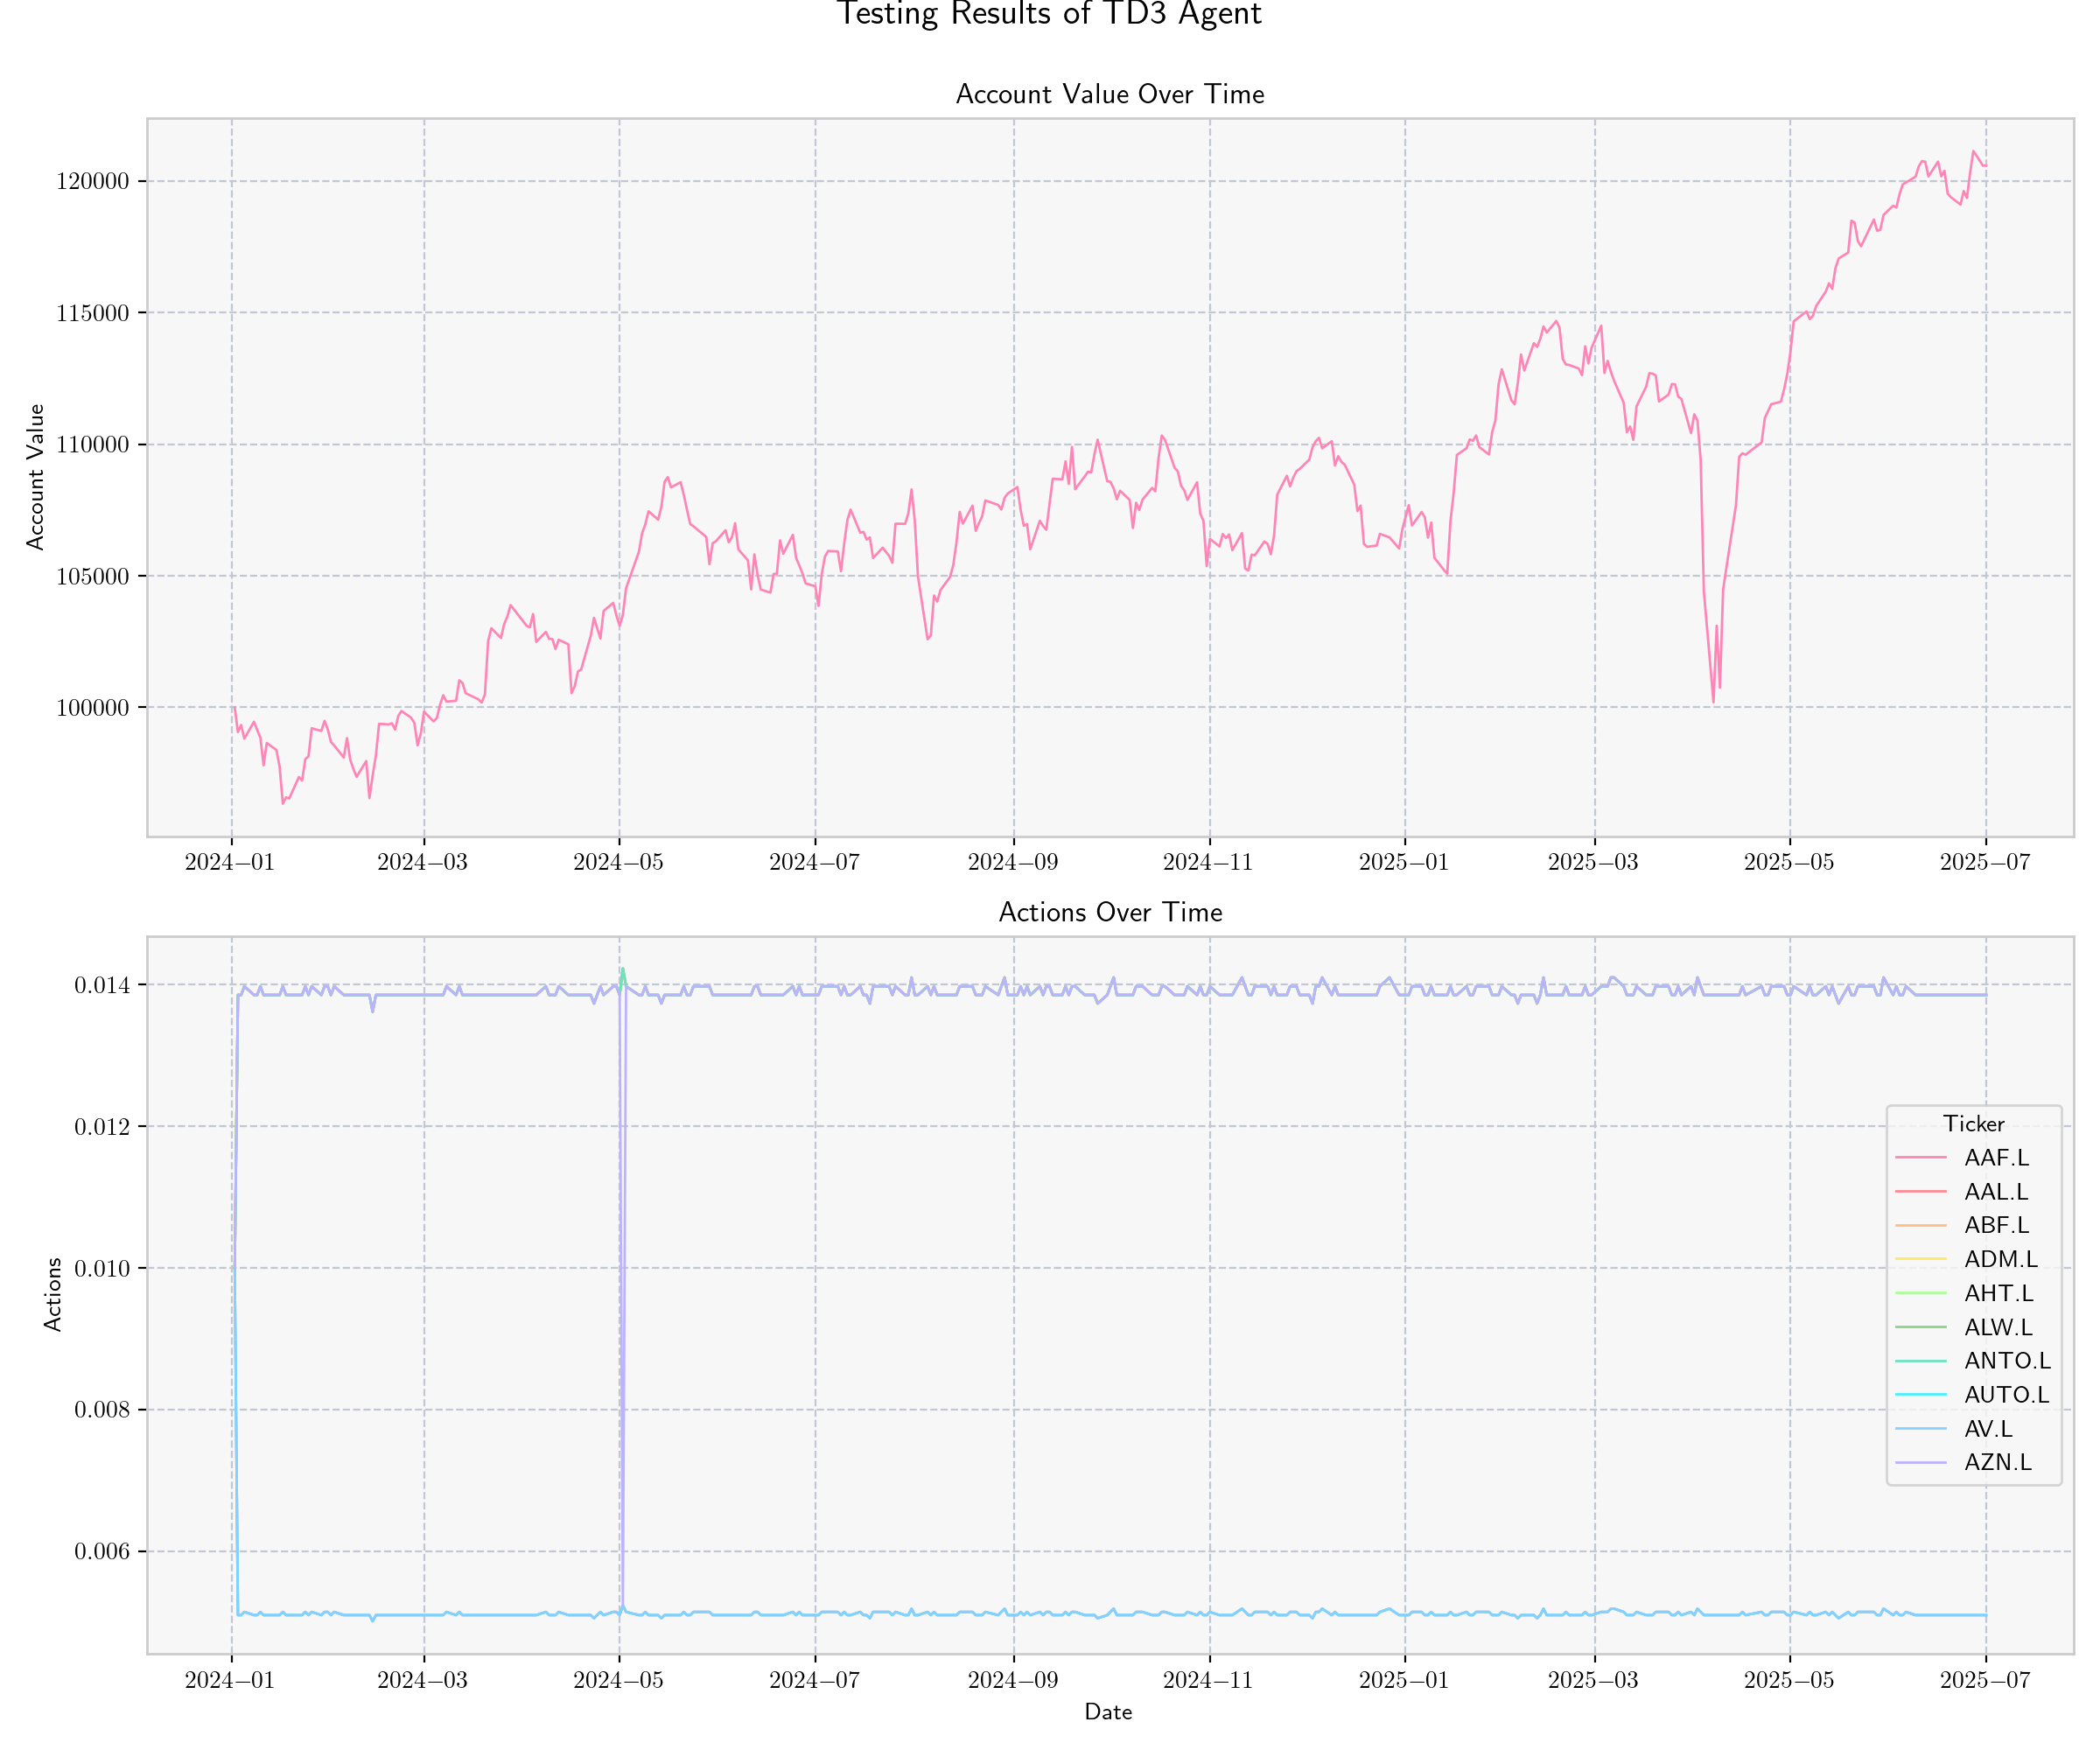 Testing Results of TD3 Agent
Account Value Over Time
Account Value
120000
115000
110000
105000
100000
2024–01 2024–03 2024–05 2024–07 2024–09 2024–11 2025–01 2025–03 2025–05 2025–07
Actions Over Time
Actions
0.014
0.012
0.010
0.008
0.006
Ticker
AAF.L
AAL.L
ABF.L
ADM.L
AHT.L
ALW.L
ANTO.L
AUTO.L
AV.L
AZN.L
2024–01 2024–03 2024–05 2024–07 2024–09 2024–11 2025–01 2025–03 2025–05 2025–07
Date